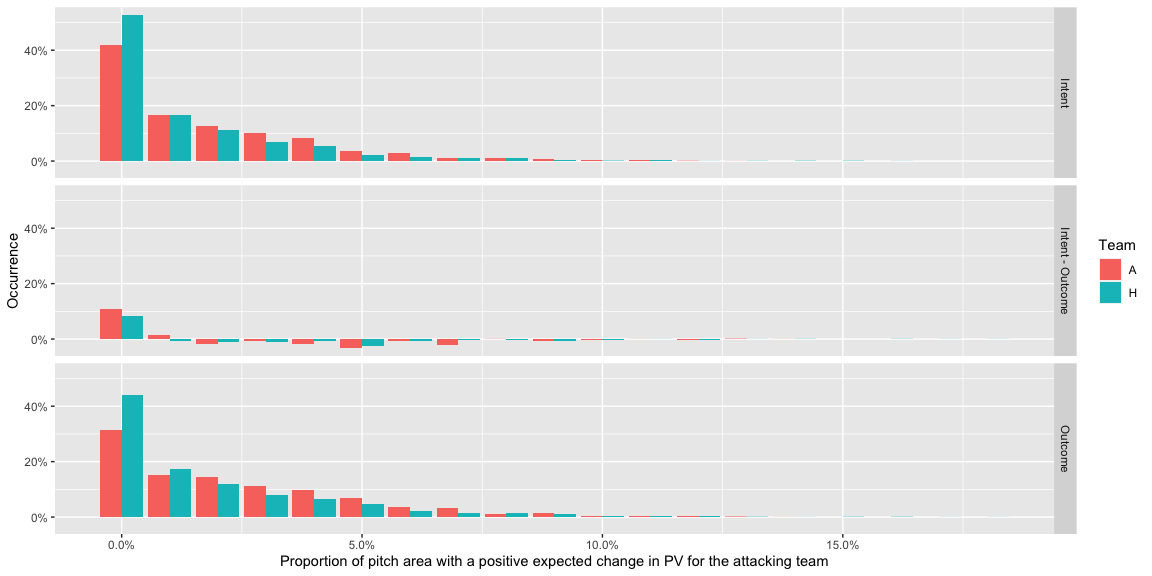 40%
20%
0%
Intent
40%
20%
0%
Intent - Outcome
40%
20%
0%
Outcome
Occurrence
0.0%
5.0%
10.0%
15.0%
Proportion of pitch area with a positive expected change in PV for the attacking team
Team
A
H